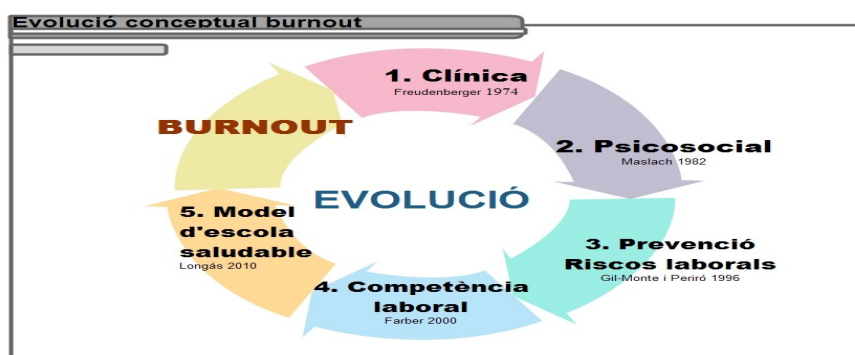 Evolució conceptual burnout
1. Clínica
Freudenberger 1974
BURNOUT
2. Psicosocial
Maslach 1982
EVOLUCIÓ
3. Prevenció
Riscos laborals
Gil-Monte i Periró 1996
4. Competència
laboral
Farber 2000
5. Model
d'escola
saludable
Longás 2010